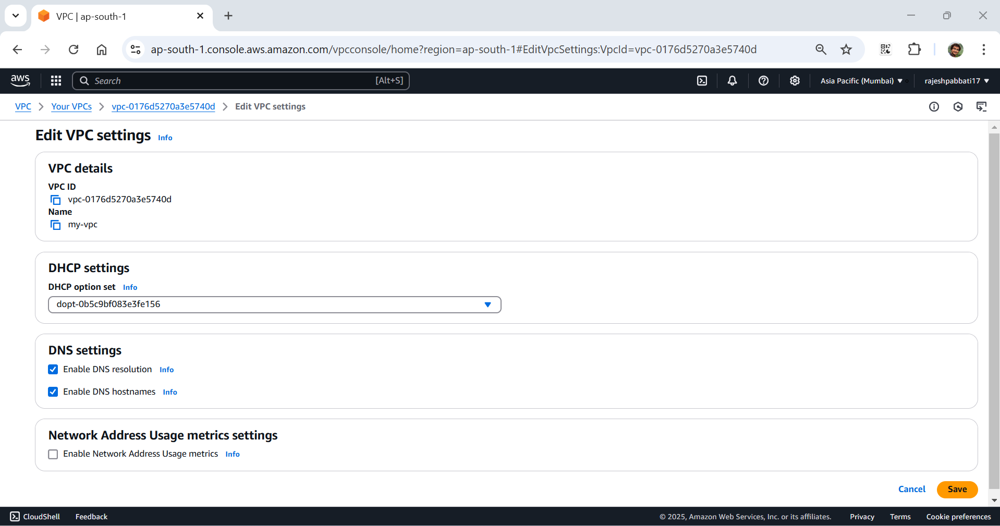 VPC | ap-south-1
ap-south-1.console.aws.amazon.com/vpcconsole/home?region=ap-south-1#EditVpcSettings:VpcId=vpc-0176d5270a3e5740d
aws Search [Alt+S] Asia Pacific (Mumbai) rajeshpabbati17
VPC Your VPCs vpc-0176d5270a3e5740d Edit VPC settings
Edit VPC settings Info
VPC details
VPC ID
vpc-0176d5270a3e5740d
Name
my-vpc
DHCP settings
DHCP option set Info
dopt-0b5c9bf083e3fe156
DNS settings
Enable DNS resolution Info
Enable DNS hostnames Info
Network Address Usage metrics settings
Enable Network Address Usage metrics Info
Cancel Save
CloudShell Feedback © 2025, Amazon Web Services, Inc. or its affiliates. Privacy Terms Cookie preferences